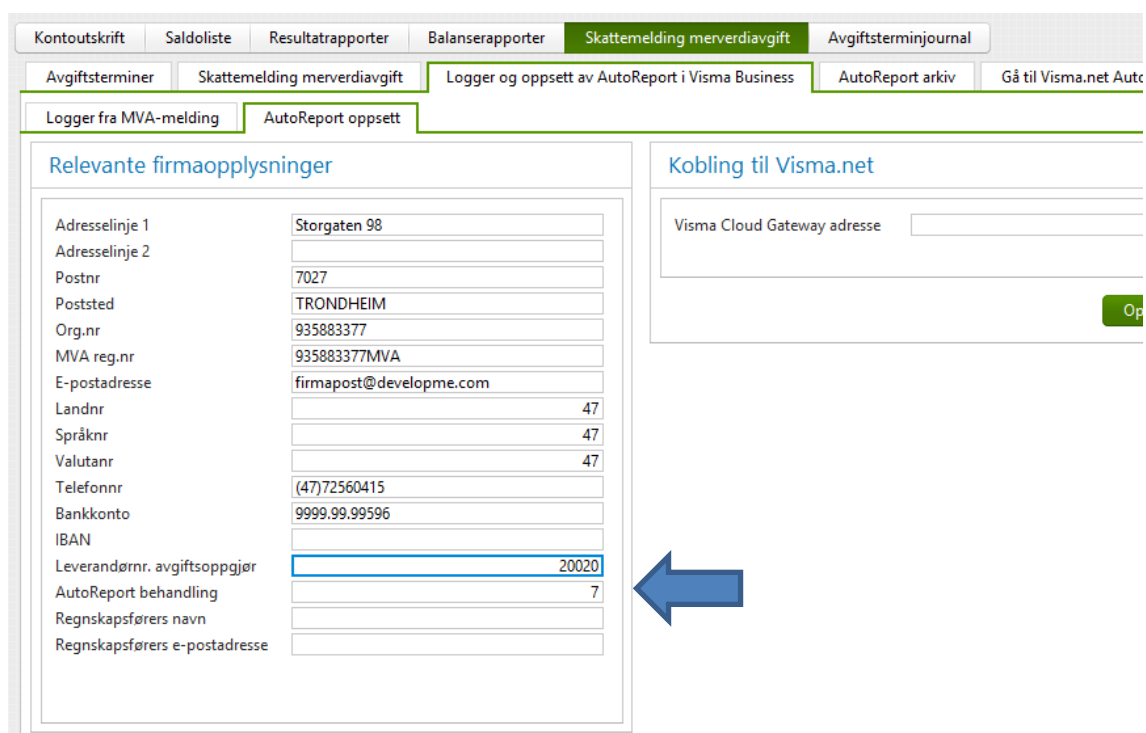 Kontoutskrift Saldoliste Resultatrapporter Balanserapporter Skattemelding merverdiavgift Avgiftsterminjournal
Avgiftsterminer Skattemelding merverdiavgift Logger og oppsett av AutoReport i Visma Business AutoReport arkiv Gå til Visma.net Auto
Logger fra MVA-melding AutoReport oppsett
Relevante firmaopplysninger
Adresselinje 1 Storgaten 98
Adresselinje 2
Postnr 7027
Poststed TRONDHEIM
Org.nr 935883377
MVA reg.nr 935883377MVA
E-postadresse firmapost@developme.com
Landnr 47
Språknr 47
Valutanr 47
Telefonnr (47)72560415
Bankkonto 9999.99.99596
IBAN
Leverandørnr. avgiftsoppgjør 20020
AutoReport behandling 7
Regnskapsførers navn
Regnskapsførers e-postadresse
Kobling til Visma.net
Visma Cloud Gateway adresse
Op